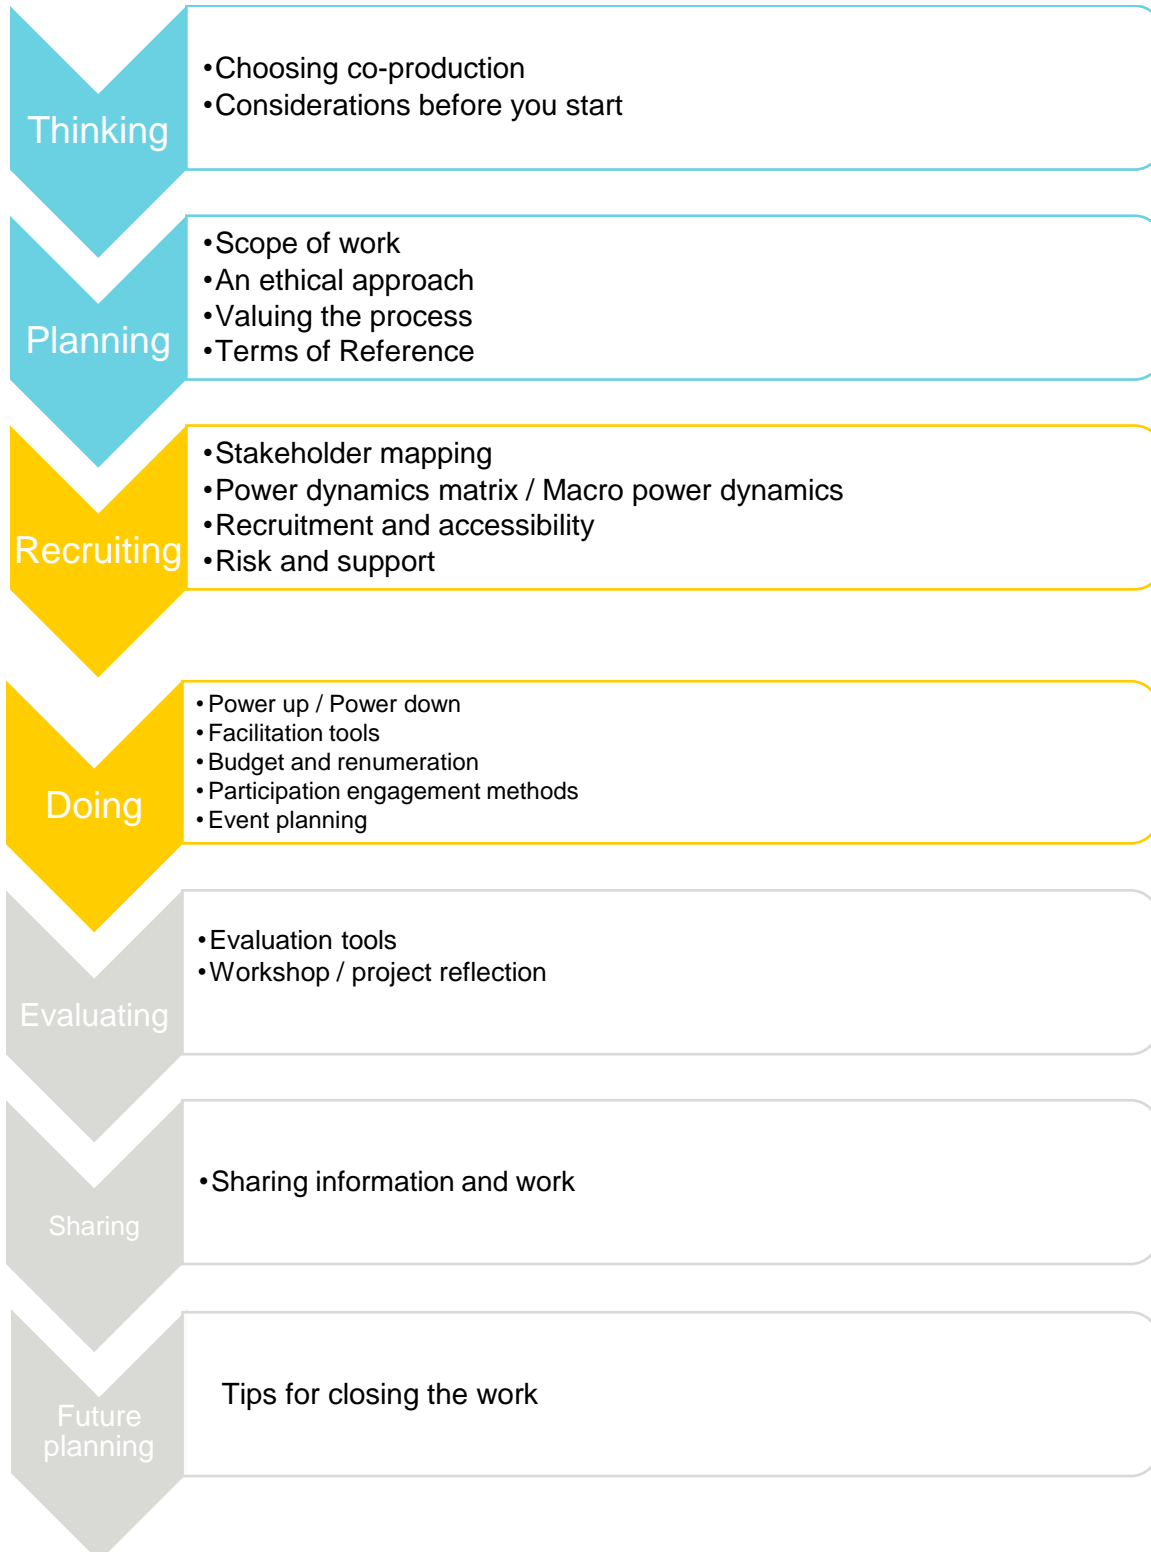 Thinking
•Choosing co-production
•Considerations before you start
Planning
•Scope of work
•An ethical approach
•Valuing the process
•Terms of Reference
Recruiting
•Stakeholder mapping
•Power dynamics matrix / Macro power dynamics
•Recruitment and accessibility
•Risk and support
Doing
•Power up / Power down
•Facilitation tools
•Budget and renumeration
•Participation engagement methods
•Event planning
Evaluating
•Evaluation tools
•Workshop / project reflection
Sharing
•Sharing information and work
Future
planning
Tips for closing the work